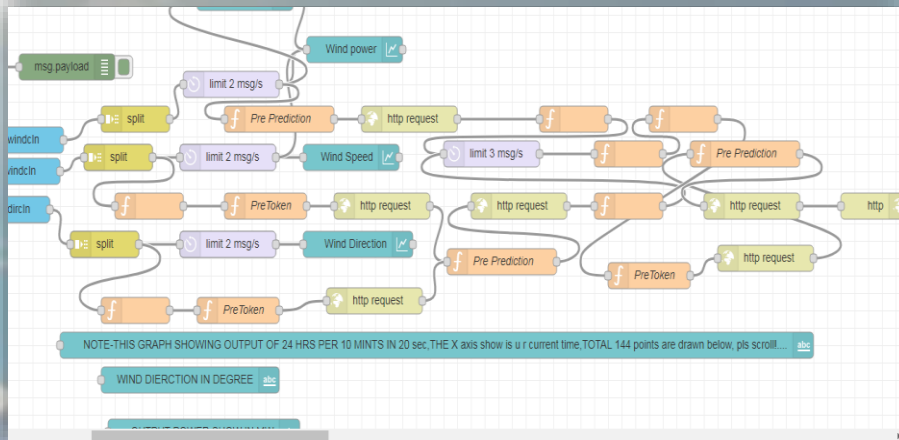 Wind power
msg.payload
limit 2 msg/s
split
Pre Prediction
http request
windcIn
split
limit 2 msg/s
Wind Speed
limit 3 msg/s
Pre Prediction
dircIn
PreToken
http request
http request
http request
http
split
limit 2 msg/s
Wind Direction
Pre Prediction
http request
PreToken
PreToken
http request
NOTE-THIS GRAPH SHOWING OUTPUT OF 24 HRS PER 10 MINTS IN 20 sec,THE X axis show is u r current time,TOTAL 144 points are drawn below, pls scroll!....
abc
WIND DIERCTION IN DEGREE
abc